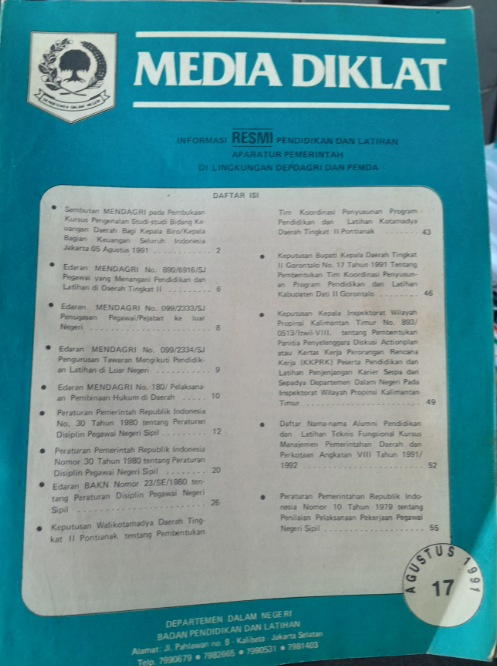 MEDIA DIKLAT
INFORMASI RESMI PENDIDIKAN DAN LATIHAN
APARATUR PEMERINTAH
DI LINGKUNGAN DEPDAGRI DAN PEMDA
DAFTAR ISI
• Sambutan MENDAGRI pada Pembukaan
Kursus Pengenalan Studi-studi Bidang Ke-
uangan Daerah Bagi Kepala Biro/Kepala
Bagian Keuangan Seluruh Indonesia
Jakarta 05 Agustus 1991 . . . . . . . . 2
• Edaran MENDAGRI No. 890/6916/SJ
Pegawai yang Menangani Pendidikan dan
Latihan di Daerah Tingkat II . . . . . . . 6
• Edaran MENDAGRI No. 099/2333/SJ
Penugasan Pegawai/Pejabat ke luar
Negeri . . . . . . . . 8
• Edaran MENDAGRI No. 099/2334/SJ
Pengurusan Tawaran Mengikuti Pendidik-
an Latihan di Luar Negeri . . . . . . . . 9
• Edaran MENDAGRI No. 180/ Pelaksana-
an Pembinaan Hukum di Daerah . . . . . 10
• Peraturan Pemerintah Republik Indonesia
No. 30 Tahun 1980 tentang Peraturan
Disiplin Pegawai Negeri Sipil . . . . . . . . 12
• Peraturan Pemerintah Republik Indonesia
Nomor 30 Tahun 1980 tentang Peraturan
Disiplin Pegawai Negeri Sipil . . . . . . . . 20
• Edaran BAKN Nomor 23/SE/1980 ten-
tang Peraturan Disiplin Pegawai Negeri
Sipil . . . . . . . . 26
• Keputusan Walikotamadya Daerah Ting-
kat II Pontianak tentang Pembentukan
Tim Koordinasi Penyusunan Program
Pendidikan dan Latihan Kotamadya
Daerah Tingkat II Pontianak . . . . . . . . 43
• Keputusan Bupati Kepala Daerah Tingkat
II Gorontalo No. 17 Tahun 1991 Tentang
Pembentukan Tim Koordinasi Penyusun-
an Program Pendidikan dan Latihan
Kabupaten Dati II Gorontalo . . . . . . . . 46
• Keputusan Kepala Inspektorat Wilayah
Propinsi Kalimantan Timur No. 893/
0513/Itwil-VIII. tentang Pembentukan
Panitia Penyelenggara Diskusi Actionplan
atau Kertas Kerja Perorangan Rencana
Kerja (KKPRK) Peserta Pendidikan dan
Latihan Penjenjangan Karier Sespa dan
Sepadya Departemen Dalam Negeri Pada
Inspektorat Wilayah Propinsi Kalimantan
Timur . . . . . . . . 49
• Daftar Nama-nama Alumni Pendidikan
dan Latihan Teknis Fungsional Kursus
Manajemen Pemerintahan Daerah dan
Perkotaan Angkatan VIII Tahun 1991/
1992 . . . . . . . . 52
• Peraturan Pemerintahan Republik Indo-
nesia Nomor 10 Tahun 1979 tentang
Penilaian Pelaksanaan Pekerjaan Pegawai
Negeri Sipil . . . . . . . . 55
AGUSTUS 1991
17
DEPARTEMEN DALAM NEGERI
BADAN PENDIDIKAN DAN LATIHAN
Alamat: Jl. Pahlawan no. 8 - Kalibata - Jakarta Selatan
Telp. 7990679 • 7982665 • 7990531 • 7981403